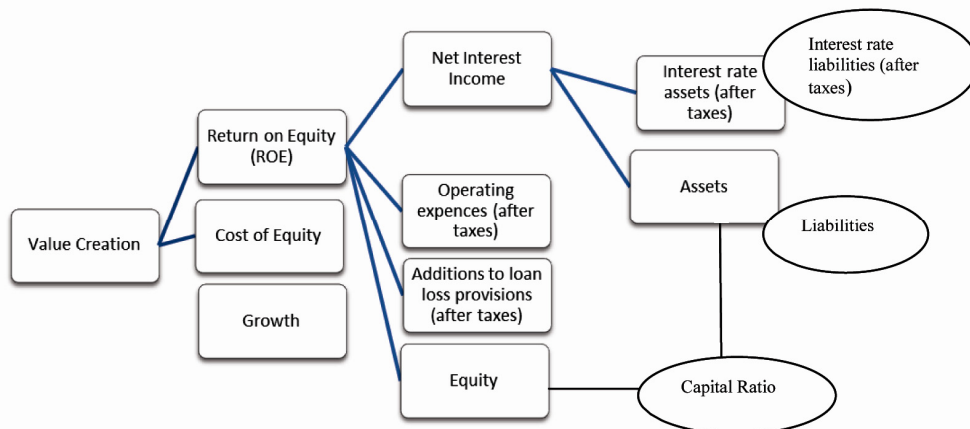 Net Interest
Income
Interest rate
assets (after
taxes)
Interest rate
liabilities (after
taxes)
Return on Equity
(ROE)
Operating
expences (after
taxes)
Assets
Value Creation
Cost of Equity
Liabilities
Additions to loan
loss provisions
(after taxes)
Growth
Equity
Capital Ratio